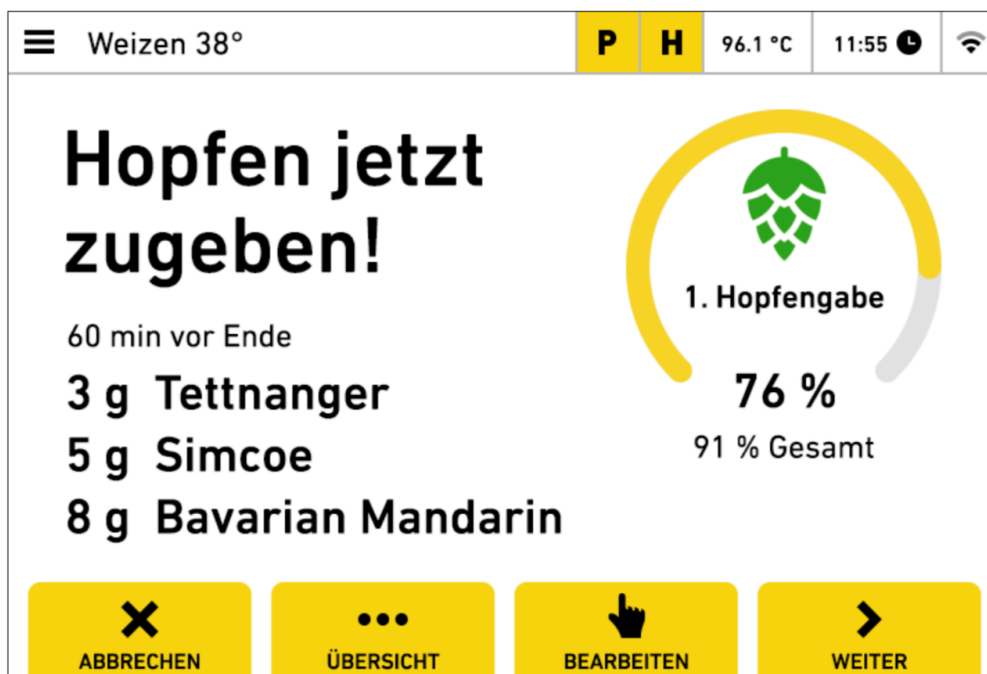 Weizen 38°
P H 96.1 °C 11:55
Hopfen jetzt
zugeben!
60 min vor Ende
3 g Tettnanger
5 g Simcoe
8 g Bavarian Mandarin
1. Hopfengabe
76 %
91 % Gesamt
ABBRECHEN
ÜBERSICHT
BEARBEITEN
WEITER